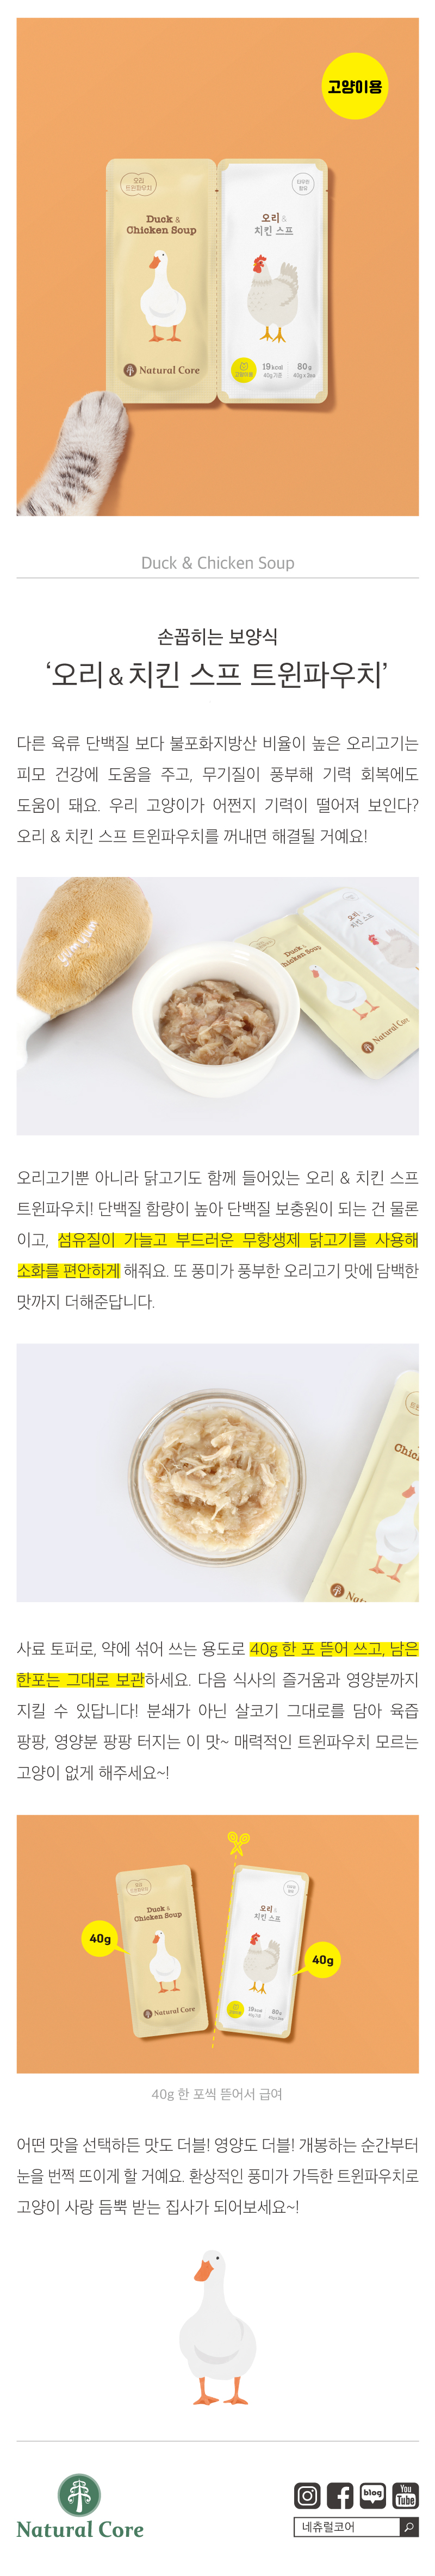 고양이용
오리
트윈파우치
Duck &
Chicken Soup
Natural Core
오리 &
치킨 스프
고양이용
19 kcal
40g 기준
80g
40g x 2ea
Duck & Chicken Soup
손꼽히는 보양식
‘오리 & 치킨 스프 트윈파우치’
다른 육류 단백질 보다 불포화지방산 비율이 높은 오리고기는
피모 건강에 도움을 주고, 무기질이 풍부해 기력 회복에도
도움이 돼요. 우리 고양이가 어쩐지 기력이 떨어져 보인다?
오리 & 치킨 스프 트윈파우치를 꺼내면 해결될 거예요!
Duck &
Chicken Soup
오리 &
치킨 스프
Natural Core
오리고기뿐 아니라 닭고기도 함께 들어있는 오리 & 치킨 스프
트윈파우치! 단백질 함량이 높아 단백질 보충원이 되는 건 물론
이고, 섬유질이 가늘고 부드러운 무항생제 닭고기를 사용해
소화를 편안하게 해줘요. 또 풍미가 풍부한 오리고기 맛에 담백한
맛까지 더해준답니다.
사료 토퍼로, 약에 섞어 쓰는 용도로 40g 한 포 뜯어 쓰고, 남은
한포는 그대로 보관하세요. 다음 식사의 즐거움과 영양분까지
지킬 수 있답니다! 분쇄가 아닌 살코기 그대로를 담아 육즙
팡팡, 영양분 팡팡 터지는 이 맛~ 매력적인 트윈파우치 모르는
고양이 없게 해주세요~!
Duck &
Chicken Soup
Natural Core
오리 &
치킨 스프
19 kcal
80g
40g
40g
40g 한 포씩 뜯어서 급여
어떤 맛을 선택하든 맛도 더블! 영양도 더블! 개봉하는 순간부터
눈을 번쩍 뜨이게 할 거예요. 환상적인 풍미가 가득한 트윈파우치로
고양이 사랑 듬뿍 받는 집사가 되어보세요~!
Natural Core
blog
You
Tube
네츄럴코어